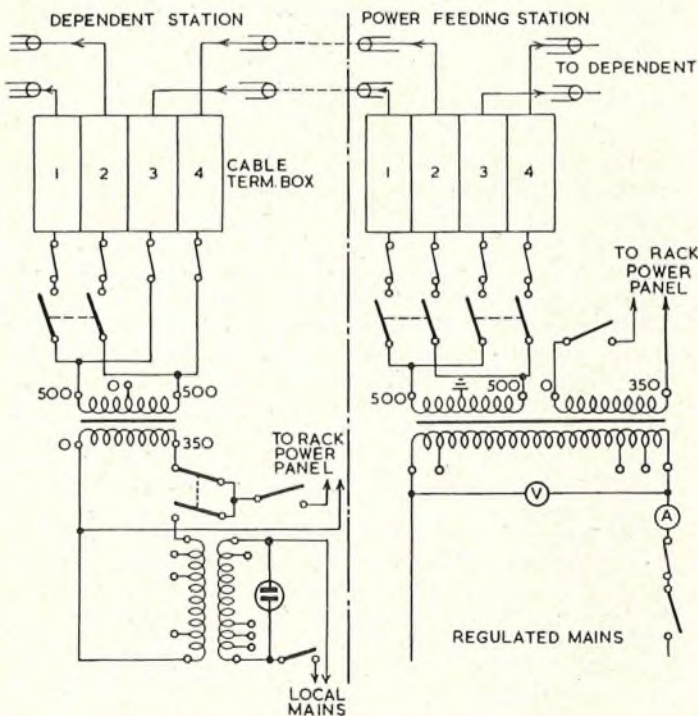 DEPENDENT STATION
POWER FEEDING STATION
TO DEPENDENT
1 2 3 4
CABLE
TERM. BOX
1 2 3 4
TO RACK
POWER
PANEL
500 0 500
500 500 0 350
0 350
TO RACK
POWER
PANEL
V
A
REGULATED MAINS
LOCAL
MAINS